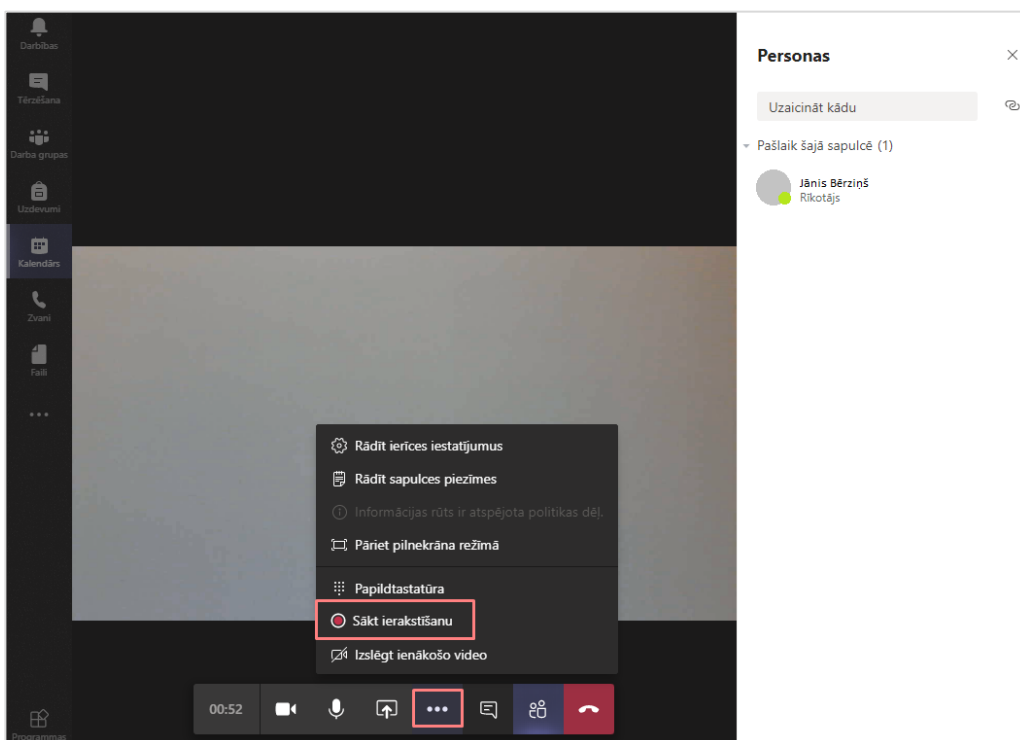 Darbības
Tērzēšana
Darba grupas
Uzdevumi
Kalendārs
Zvani
Faili
Programmas
Rādīt ierīces iestatījumus
Rādīt sapulces piezīmes
Informācijas rūts ir atspējota politikas dēļ.
Pāriet pilnekrāna režīmā
Papildtastatūra
Sākt ierakstīšanu
Izslēgt ienākošo video
00:52
Personas
Uzaicināt kādu
Pašlaik šajā sapulcē (1)
Jānis Bērziņš
Rīkotājs